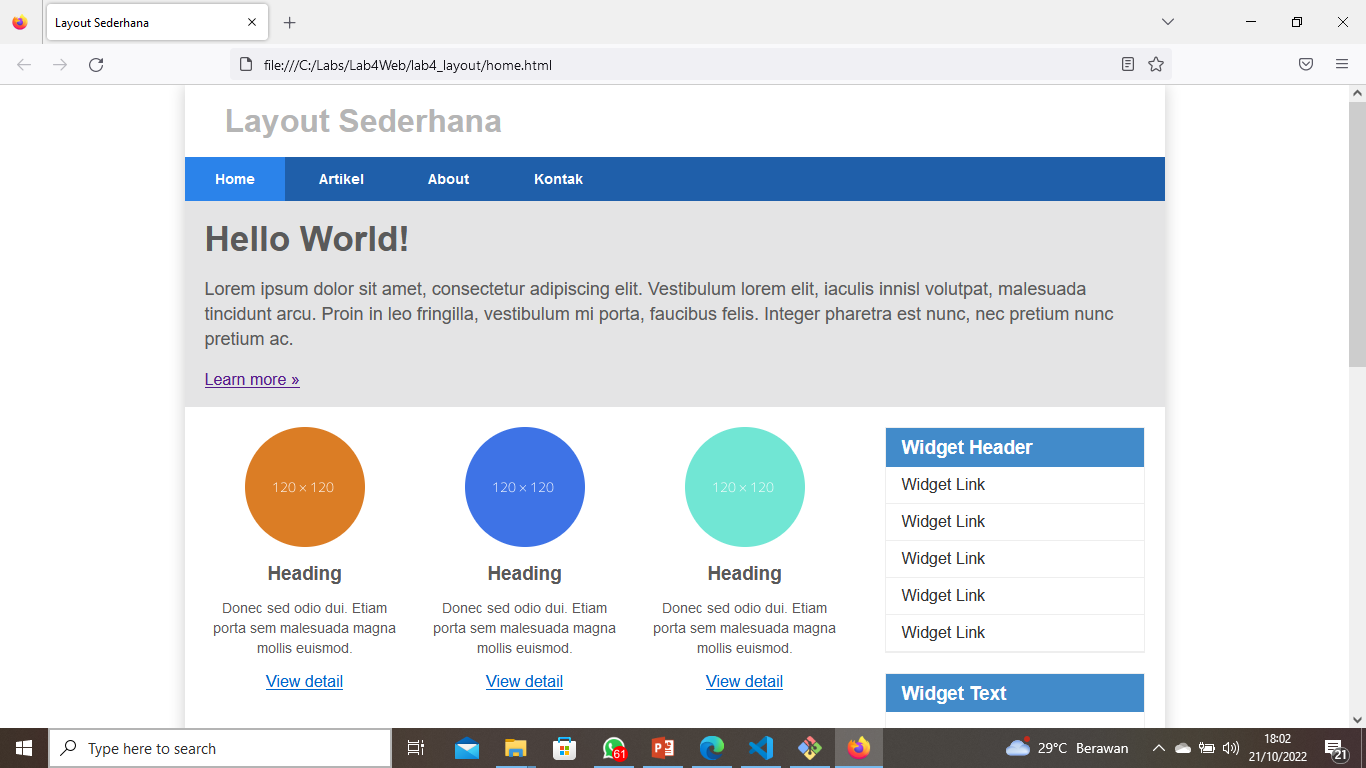 Layout Sederhana
file:///C:/Labs/Lab4Web/lab4_layout/home.html
Layout Sederhana
Home Artikel About Kontak
Hello World!
Lorem ipsum dolor sit amet, consectetur adipiscing elit. Vestibulum lorem elit, iaculis innisl volutpat, malesuada
tincidunt arcu. Proin in leo fringilla, vestibulum mi porta, faucibus felis. Integer pharetra est nunc, nec pretium nunc
pretium ac.
Learn more »
120 × 120
Heading
Donec sed odio dui. Etiam
porta sem malesuada magna
mollis euismod.
View detail
120 × 120
Heading
Donec sed odio dui. Etiam
porta sem malesuada magna
mollis euismod.
View detail
120 × 120
Heading
Donec sed odio dui. Etiam
porta sem malesuada magna
mollis euismod.
View detail
Widget Header
Widget Link
Widget Link
Widget Link
Widget Link
Widget Link
Widget Text
Type here to search
61
29°C Berawan
18:02
21/10/2022
21